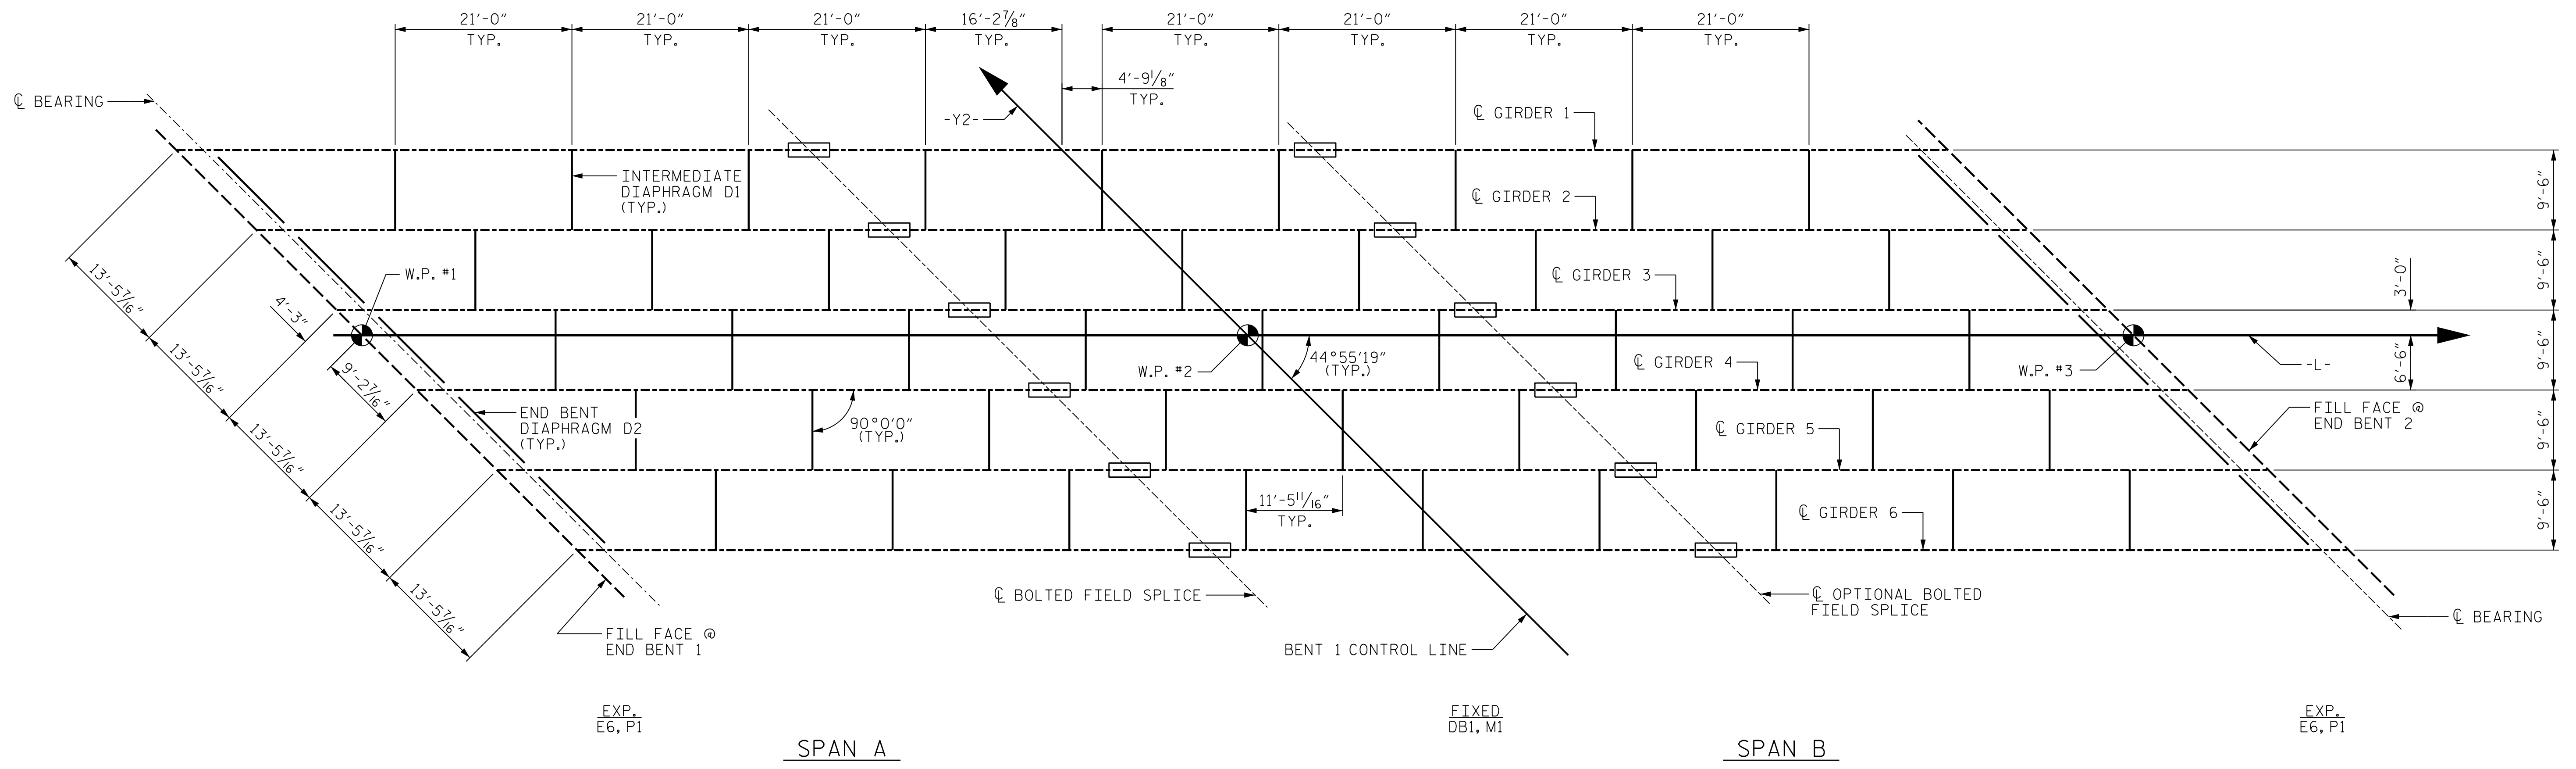 21'-0" 21'-0" 21'-0" 16'-2 7/8" 21'-0" 21'-0" 21'-0" 21'-0"
TYP. TYP. TYP. TYP. TYP. TYP. TYP. TYP.
4'-9 1/8"
TYP.
℄ BEARING
-Y2-
℄ GIRDER 1
INTERMEDIATE
DIAPHRAGM D1
(TYP.)
℄ GIRDER 2
9'-6"
9'-6"
℄ GIRDER 3
W.P. #1
3'-0"
13'-5 7/16"
4'-3"
13'-5 7/16"
9'-2 7/16"
W.P. #2
44°55'19"
(TYP.)
℄ GIRDER 4
W.P. #3
-L-
6'-6"
9'-6"
END BENT
DIAPHRAGM D2
(TYP.)
90°0'0"
(TYP.)
℄ GIRDER 5
FILL FACE @
END BENT 2
9'-6"
13'-5 7/16"
13'-5 7/16"
11'-5 11/16"
TYP.
℄ GIRDER 6
9'-6"
13'-5 7/16"
℄ BOLTED FIELD SPLICE
℄ OPTIONAL BOLTED
FIELD SPLICE
℄ BEARING
FILL FACE @
END BENT 1
BENT 1 CONTROL LINE
EXP.
E6, P1
FIXED
DB1, M1
EXP.
E6, P1
SPAN A
SPAN B